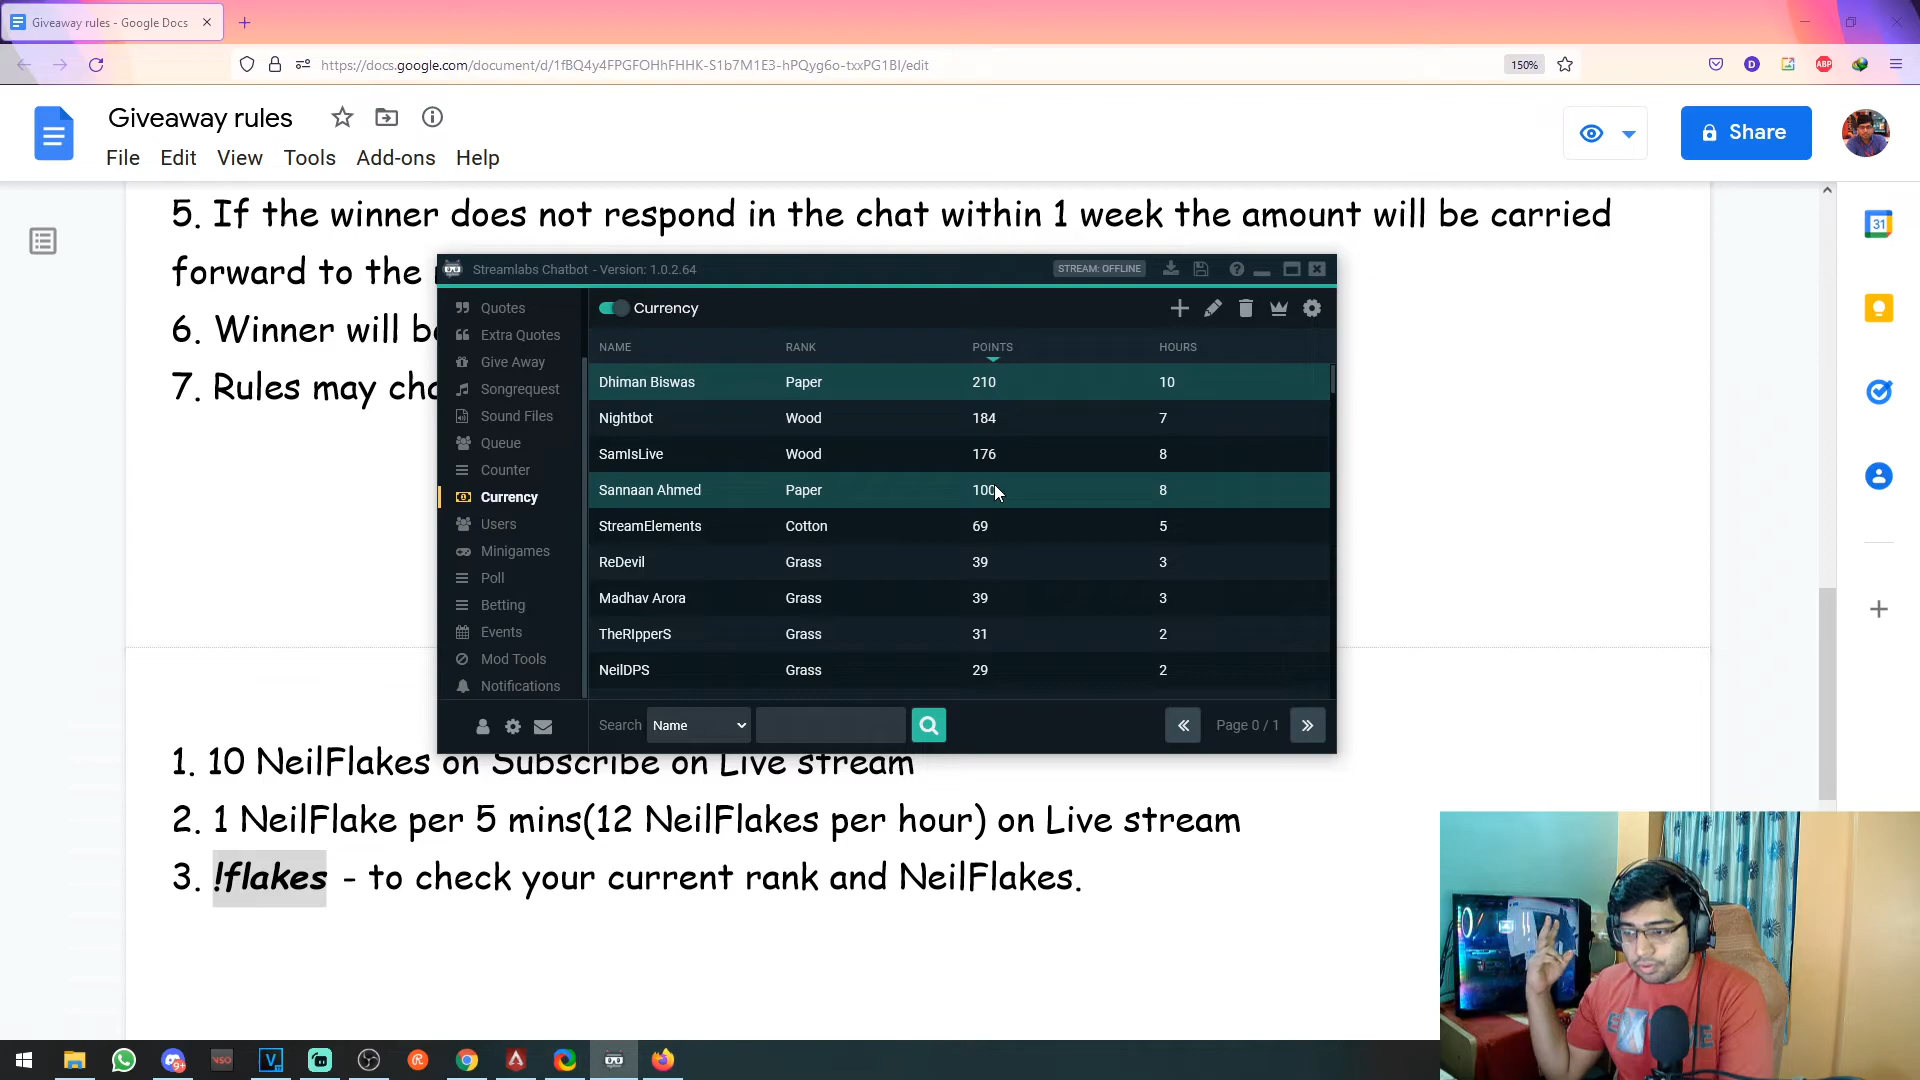 Giveaway rules - Google Docs
https://docs.google.com/document/d/1fBQ4y4FPGFOHhFHHK-S1b7M1E3-hPQyg6o-txxPG1BI/edit
150%
D
ABP
Giveaway rules
File Edit View Tools Add-ons Help
Share
31
5. If the winner does not respond in the chat within 1 week the amount will be carried
forward to the
6. Winner will be
7. Rules may cha
Streamlabs Chatbot - Version: 1.0.2.64
STREAM: OFFLINE
Quotes
Extra Quotes
Give Away
Songrequest
Sound Files
Queue
Counter
Currency
Users
Minigames
Poll
Betting
Events
Mod Tools
Notifications
Currency
NAME RANK POINTS HOURS
Dhiman Biswas Paper 210 10
Nightbot Wood 184 7
SamIsLive Wood 176 8
Sannaan Ahmed Paper 100 8
StreamElements Cotton 69 5
ReDevil Grass 39 3
Madhav Arora Grass 39 3
TheRIpperS Grass 31 2
NeilDPS Grass 29 2
Search Name
Page 0 / 1
1. 10 NeilFlakes on Subscribe on Live stream
2. 1 NeilFlake per 5 mins(12 NeilFlakes per hour) on Live stream
3. !flakes - to check your current rank and NeilFlakes.